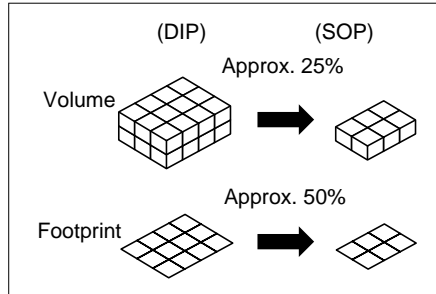 (DIP) (SOP)
Approx. 25%
Volume
Approx. 50%
Footprint